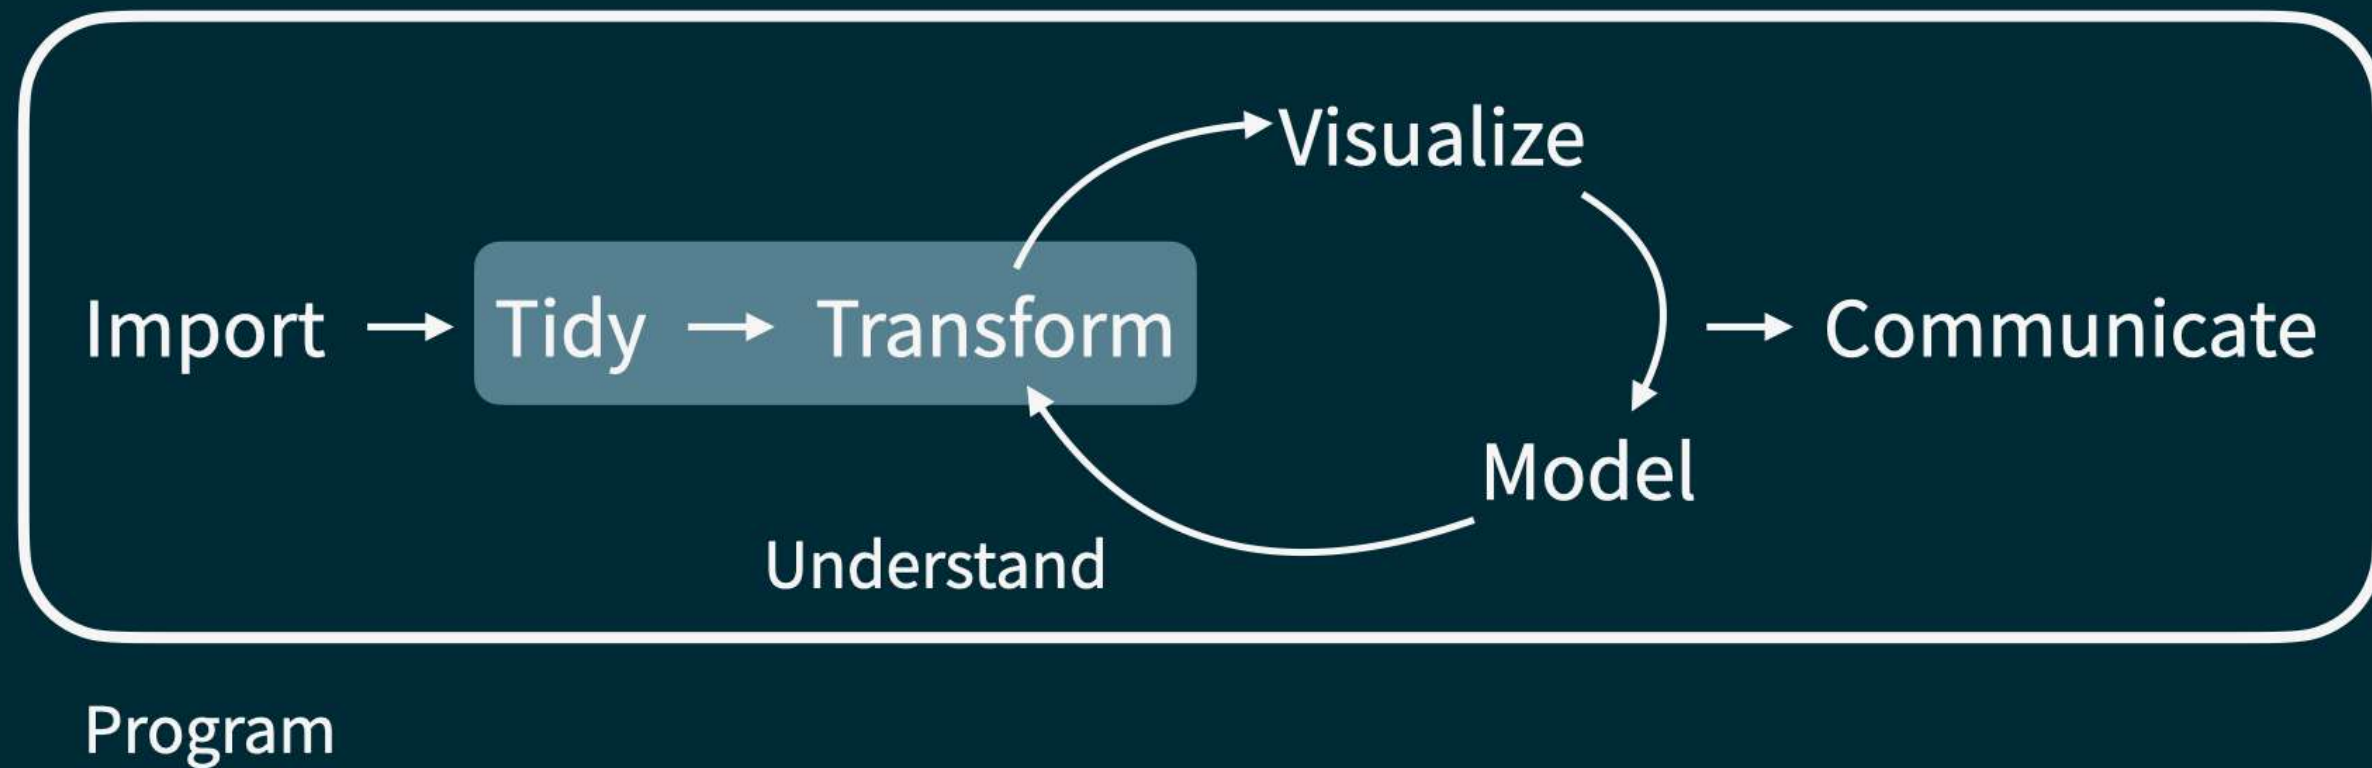 Visualize
Import Tidy Transform Communicate
Model
Understand
Program